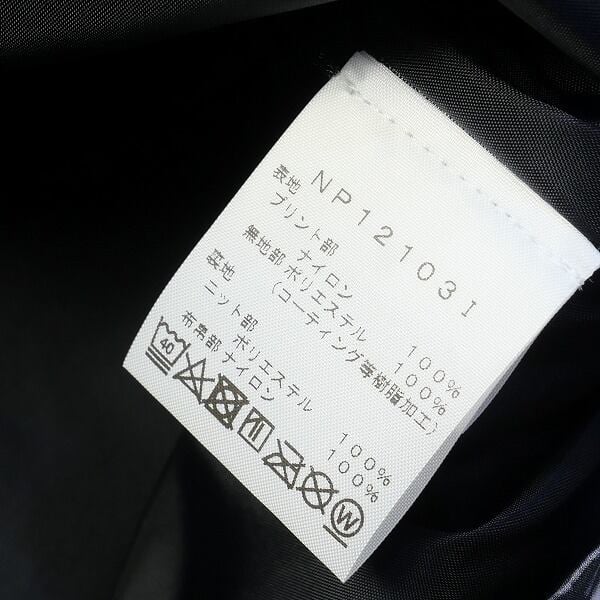 NP12103I
表地
プリント部
ナイロン 100%
無地部 ポリエステル 100%
(コーティング等樹脂加工)
裏地
ニット部
ポリエステル 100%
布帛部 ナイロン 100%
40
W